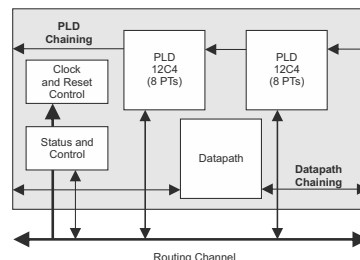 PLD
Chaining
PLD
12C4
(8 PTs)
PLD
12C4
(8 PTs)
Clock
and Reset
Control
Status and
Control
Datapath
Datapath
Chaining
Routing Channel